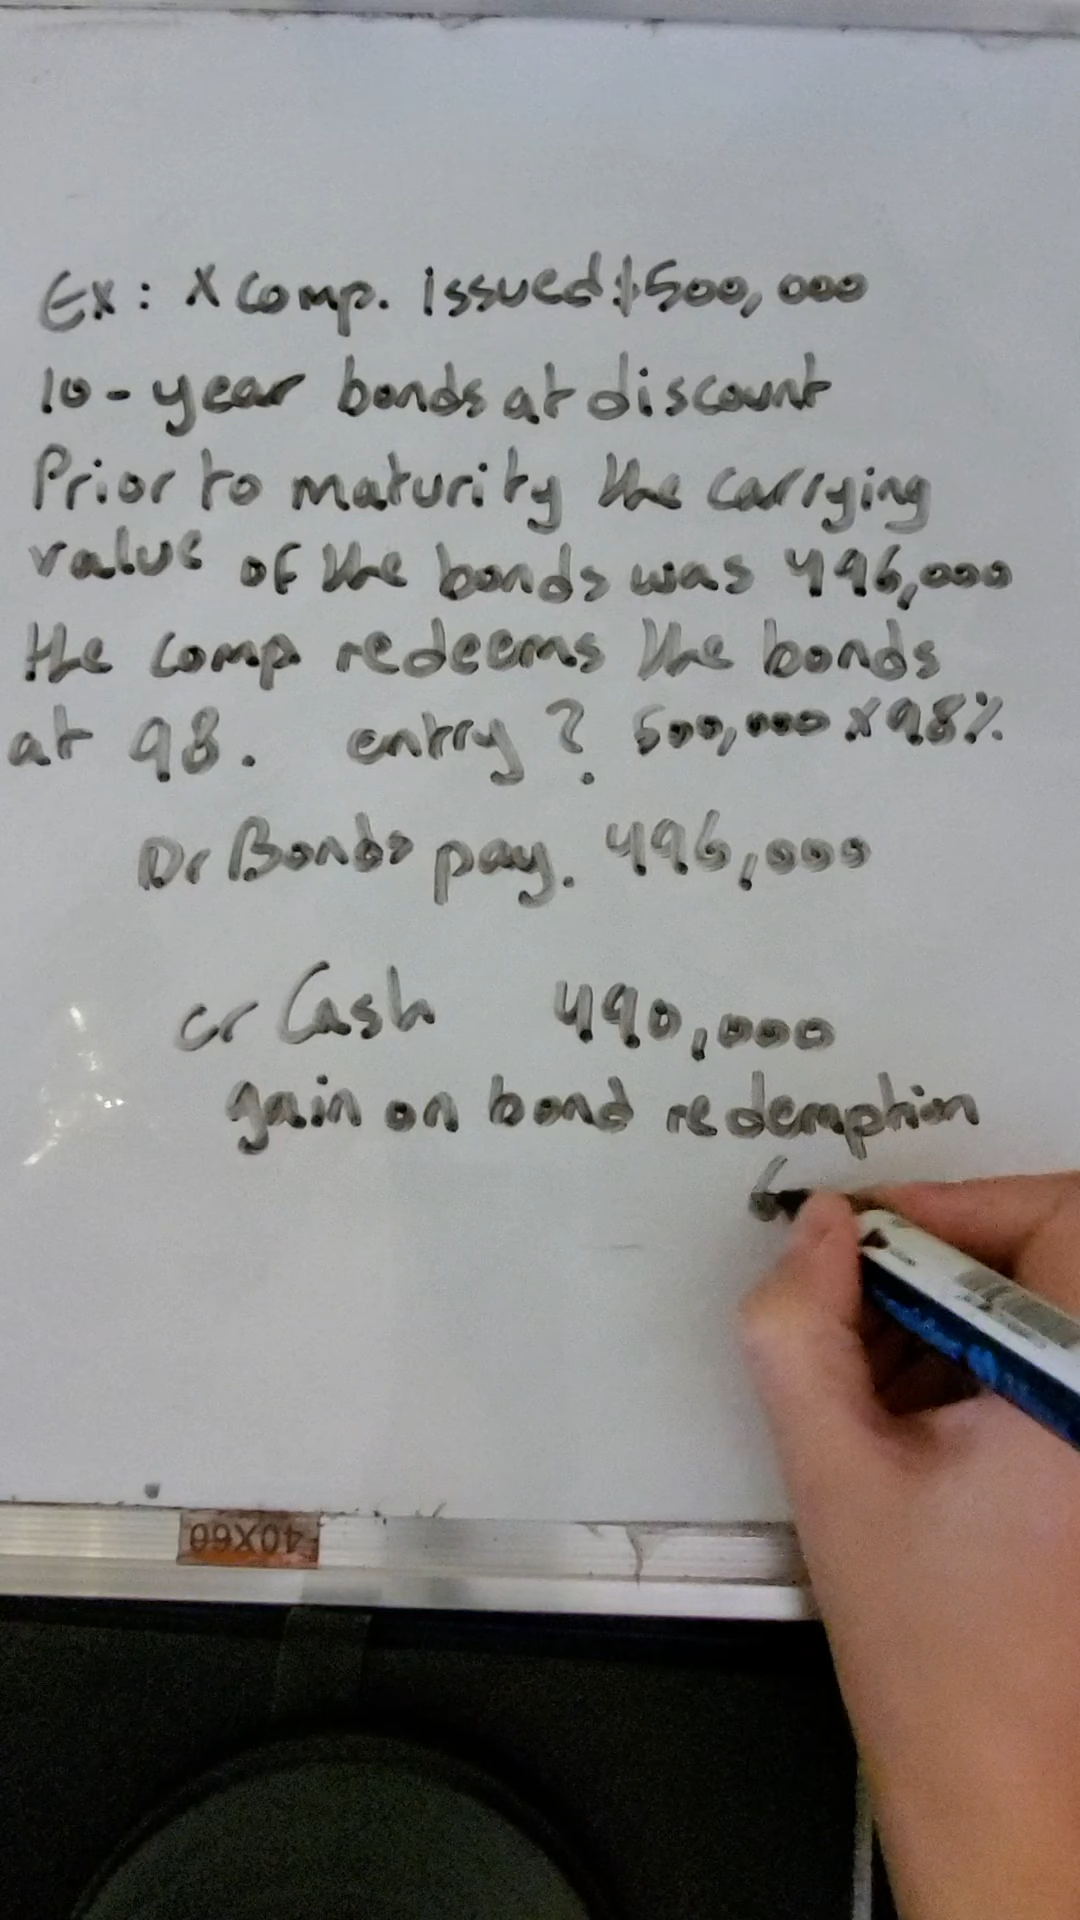 Ex: X Comp. issued $500,000
10-year bonds at discount
Prior to maturity the carrying
value of the bonds was 496,000
the comp. redeems the bonds
at 98. entry? 500,000 X 98%
Dr Bonds pay. 496,000
cr Cash 490,000
gain on bond redemption
6
40X60